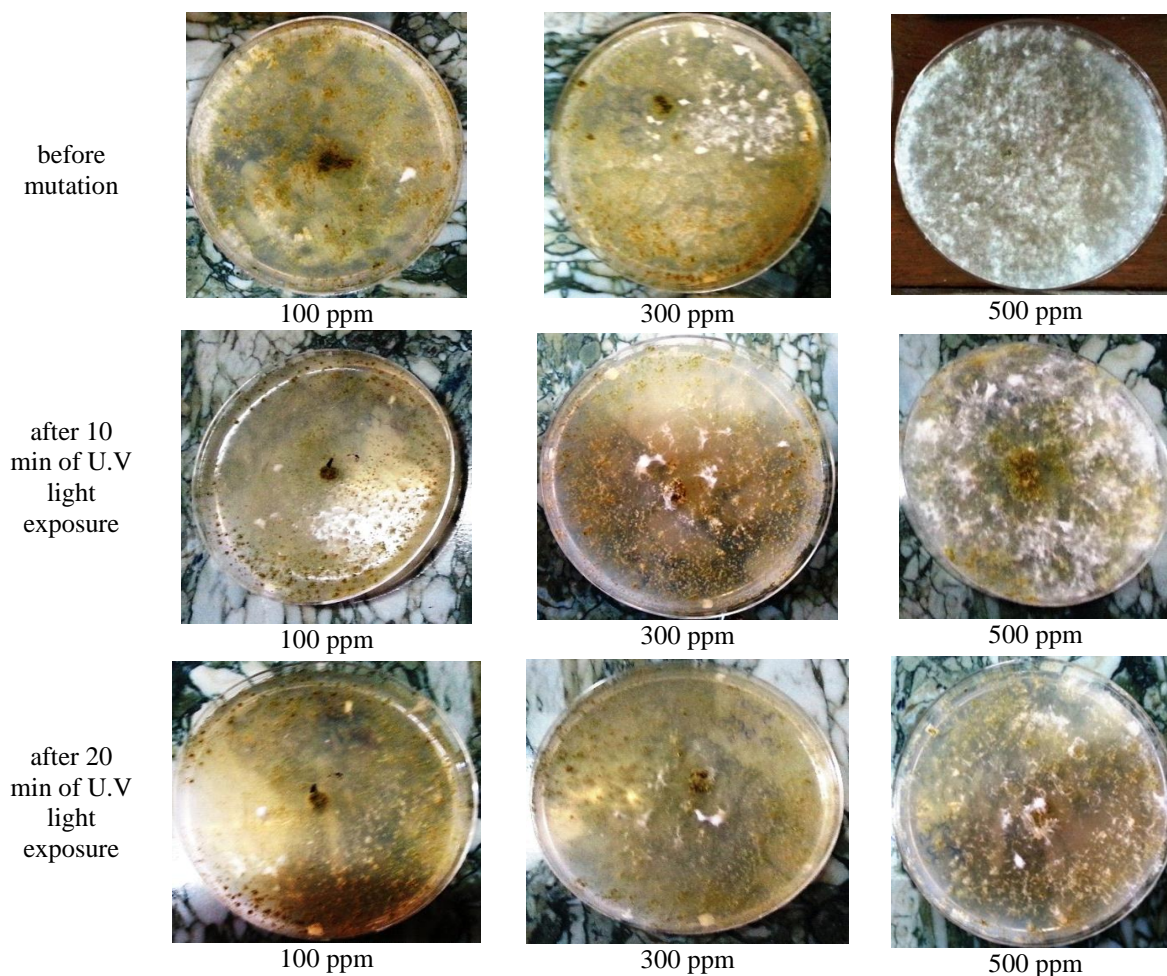 before
mutation
100 ppm
300 ppm
500 ppm
after 10
min of U.V
light
exposure
100 ppm
300 ppm
500 ppm
after 20
min of U.V
light
exposure
100 ppm
300 ppm
500 ppm